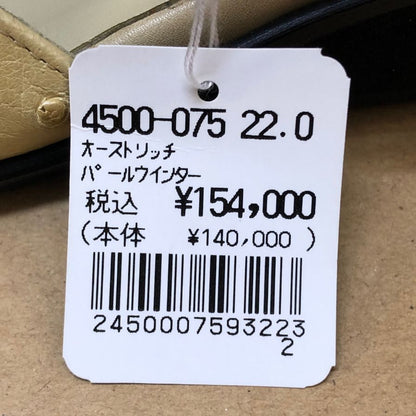 4500-075 22.0
オーストリッチ
パールウインター
税込 ¥154,000
(本体 ¥140,000 )
2450007593223
2